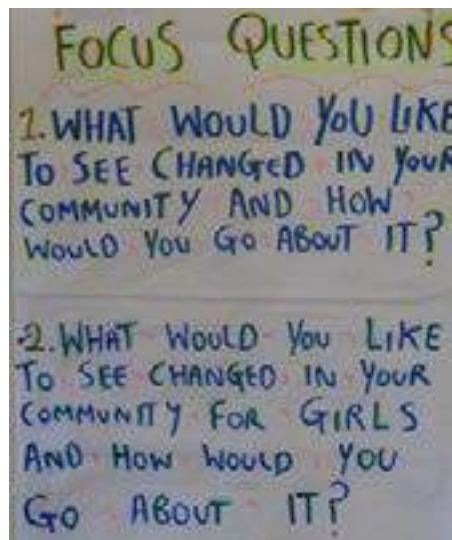 FOCUS QUESTIONS
1. WHAT WOULD YOU LIKE
TO SEE CHANGED IN YOUR
COMMUNITY AND HOW
WOULD YOU GO ABOUT IT?
2. WHAT WOULD YOU LIKE
TO SEE CHANGED IN YOUR
COMMUNITY FOR GIRLS
AND HOW WOULD YOU
GO ABOUT IT?